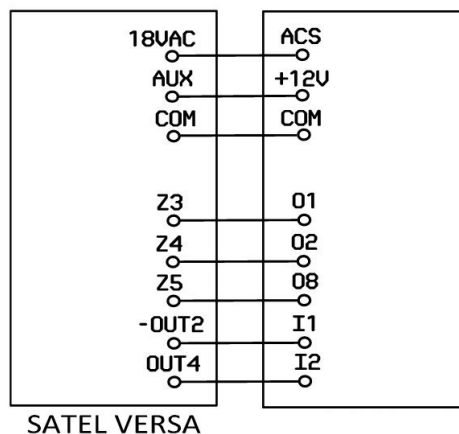 18VAC ACS
AUX +12V
COM COM
Z3 O1
Z4 O2
Z5 O8
-OUT2 I1
OUT4 I2
SATEL VERSA